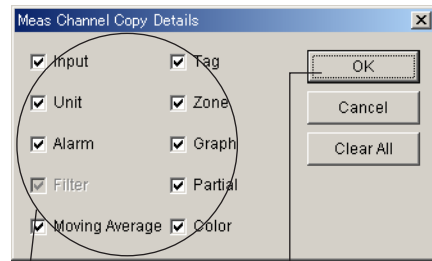 Meas Channel Copy Details
Input
Tag
OK
Unit
Zone
Cancel
Alarm
Graph
Clear All
Filter
Partial
Moving Average
Color